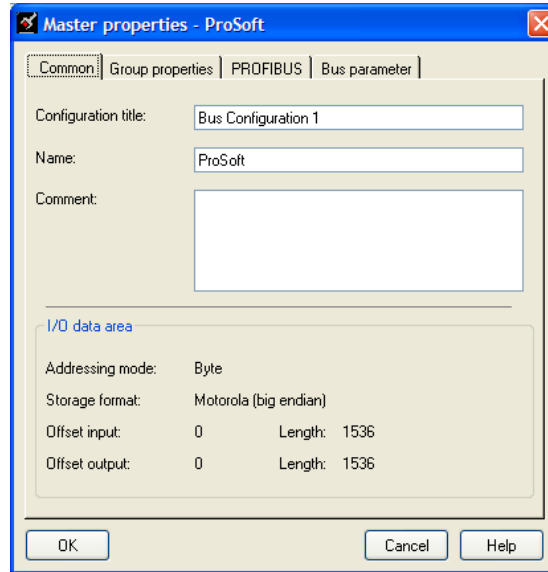 Master properties - ProSoft
Common Group properties PROFIBUS Bus parameter
Configuration title: Bus Configuration 1
Name: ProSoft
Comment:
I/O data area
Addressing mode: Byte
Storage format: Motorola (big endian)
Offset input: 0 Length: 1536
Offset output: 0 Length: 1536
OK Cancel Help